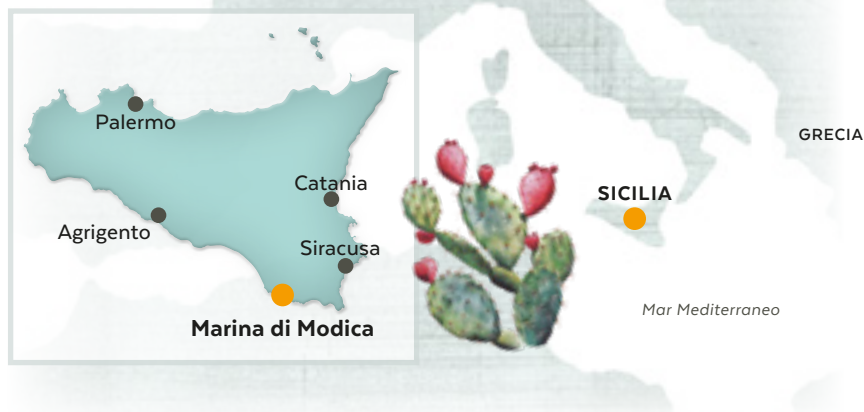 Palermo
Catania
Agrigento
Siracusa
Marina di Modica
GRECIA
SICILIA
Mar Mediterraneo